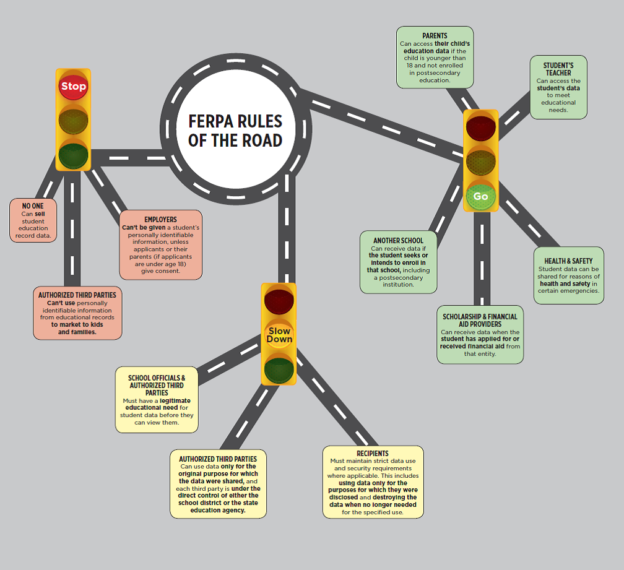 FERPA RULES
OF THE ROAD
Stop
NO ONE
Can sell
student
education
record data.
AUTHORIZED THIRD PARTIES
Can't use personally
identifiable information
from educational records
to market to kids
and families.
EMPLOYERS
Can't be given a student's
personally identifiable
information, unless
applicants or their
parents (if applicants
are under age 18)
give consent.
Slow
Down
SCHOOL OFFICIALS &
AUTHORIZED THIRD
PARTIES
Must have a legitimate
educational need for
student data before they
can view them.
AUTHORIZED THIRD PARTIES
Can use data only for the
original purpose for which
the data were shared, and
each third party is under the
direct control of either the
school district or the state
education agency.
RECIPIENTS
Must maintain strict data use
and security requirements
where applicable. This includes
using data only for the
purposes for which they were
disclosed and destroying the
data when no longer needed
for the specified use.
Go
PARENTS
Can access their child's
education data if the
child is younger than
18 and not enrolled
in postsecondary
education.
STUDENT'S
TEACHER
Can access the
student's data
to meet
educational
needs.
ANOTHER SCHOOL
Can receive data if
the student seeks or
intends to enroll in
that school, including
a postsecondary
institution.
SCHOLARSHIP & FINANCIAL
AID PROVIDERS
Can receive data when the
student has applied for or
received financial aid from
that entity.
HEALTH & SAFETY
Student data can be
shared for reasons of
health and safety in
certain emergencies.